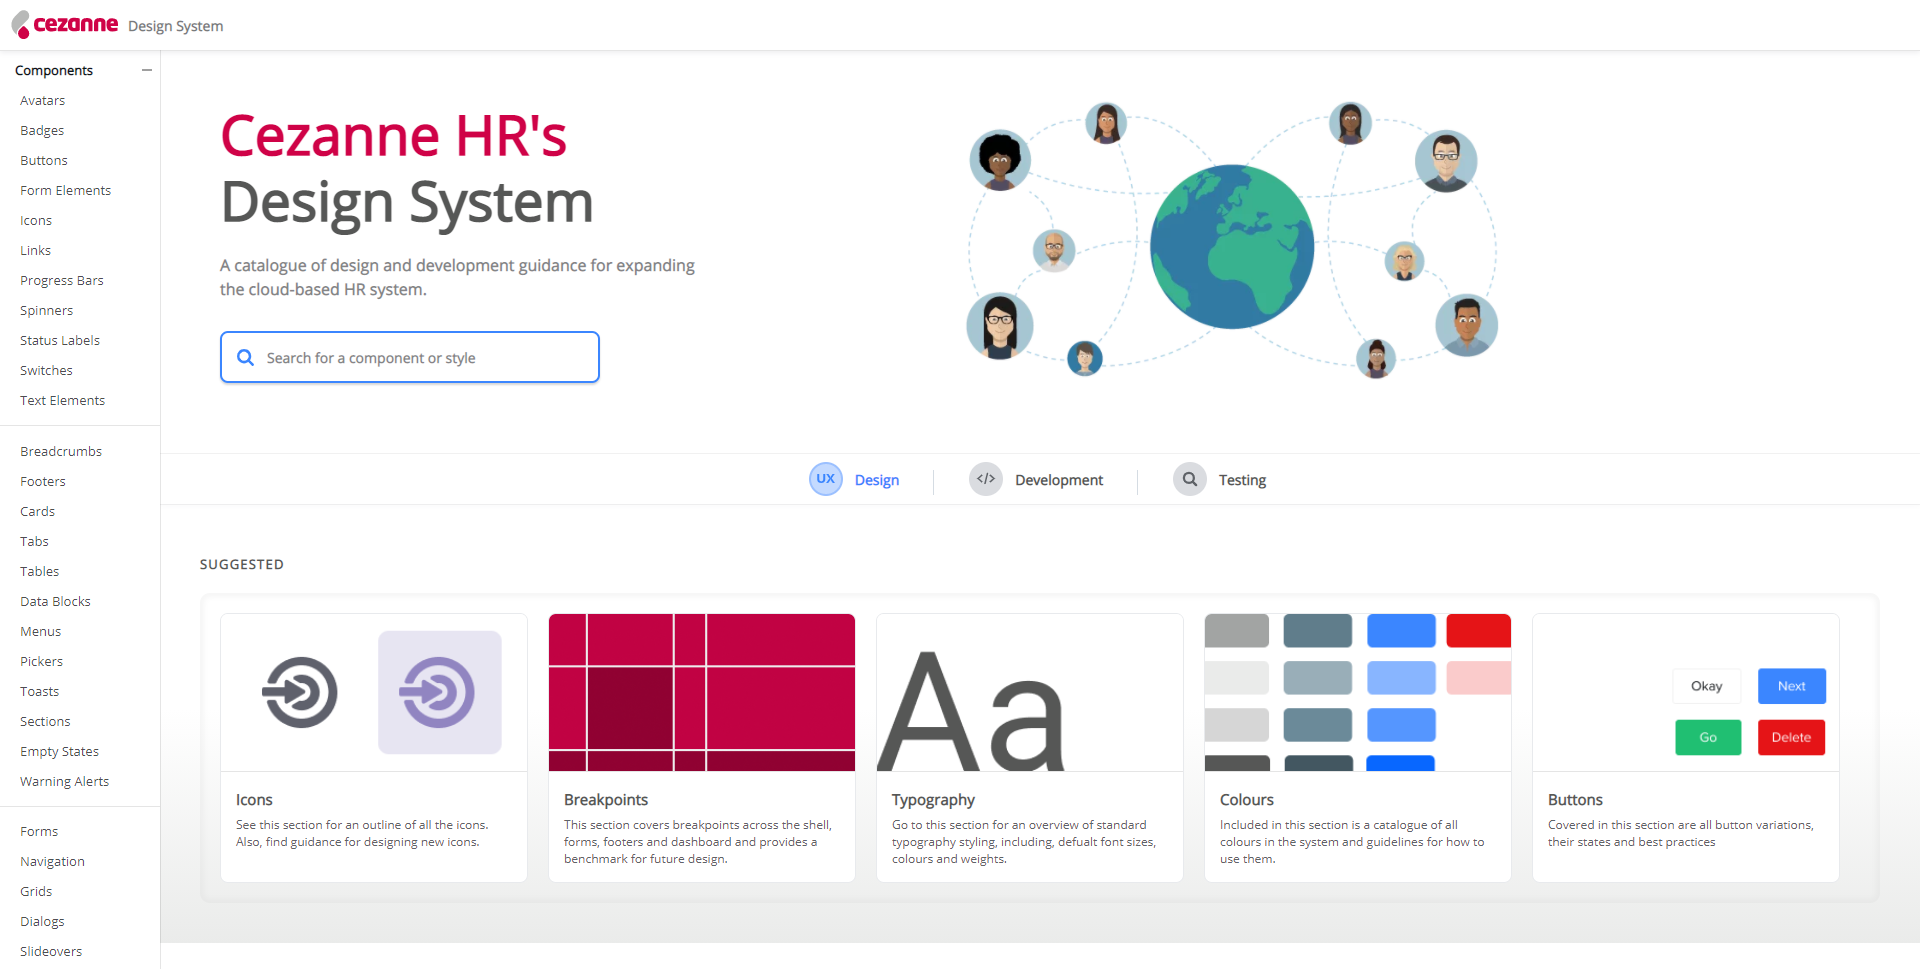 cezanne Design System
Components
Avatars
Badges
Buttons
Form Elements
Icons
Links
Progress Bars
Spinners
Status Labels
Switches
Text Elements
Breadcrumbs
Footers
Cards
Tabs
Tables
Data Blocks
Menus
Pickers
Toasts
Sections
Empty States
Warning Alerts
Forms
Navigation
Grids
Dialogs
Slideovers
Cezanne HR's
Design System
A catalogue of design and development guidance for expanding
the cloud-based HR system.
Search for a component or style
UX Design
</> Development
Testing
SUGGESTED
Icons
See this section for an outline of all the icons.
Also, find guidance for designing new icons.
Breakpoints
This section covers breakpoints across the shell,
forms, footers and dashboard and provides a
benchmark for future design.
Aa
Typography
Go to this section for an overview of standard
typography styling, including, defualt font sizes,
colours and weights.
Colours
Included in this section is a catalogue of all
colours in the system and guidelines for how to
use them.
Okay Next
Go Delete
Buttons
Covered in this section are all button variations,
their states and best practices